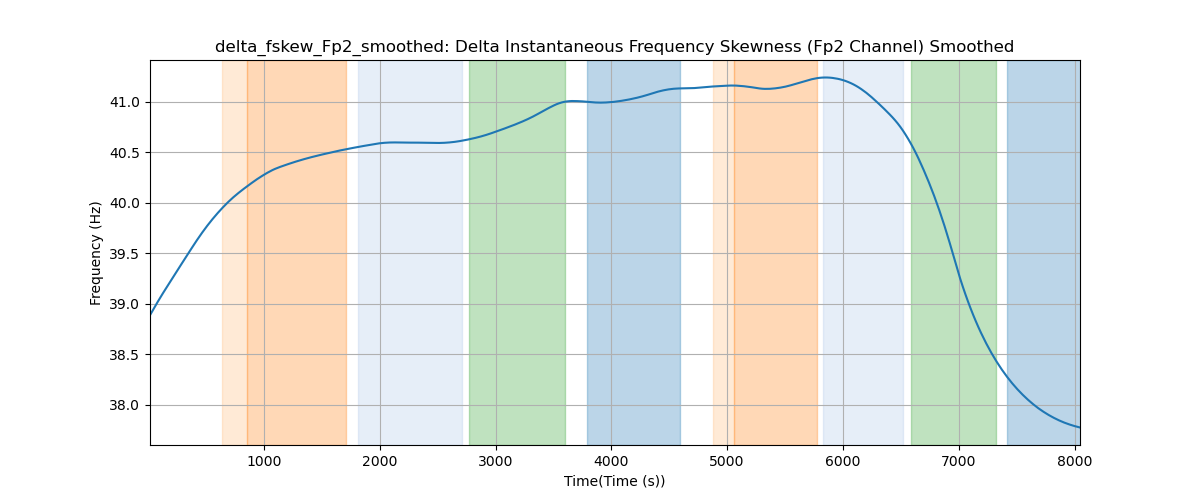 delta_fskew_Fp2_smoothed: Delta Instantaneous Frequency Skewness (Fp2 Channel) Smoothed
Frequency (Hz)
41.0
40.5
40.0
39.5
39.0
38.5
38.0
1000 2000 3000 4000 5000 6000 7000 8000
Time(Time (s))